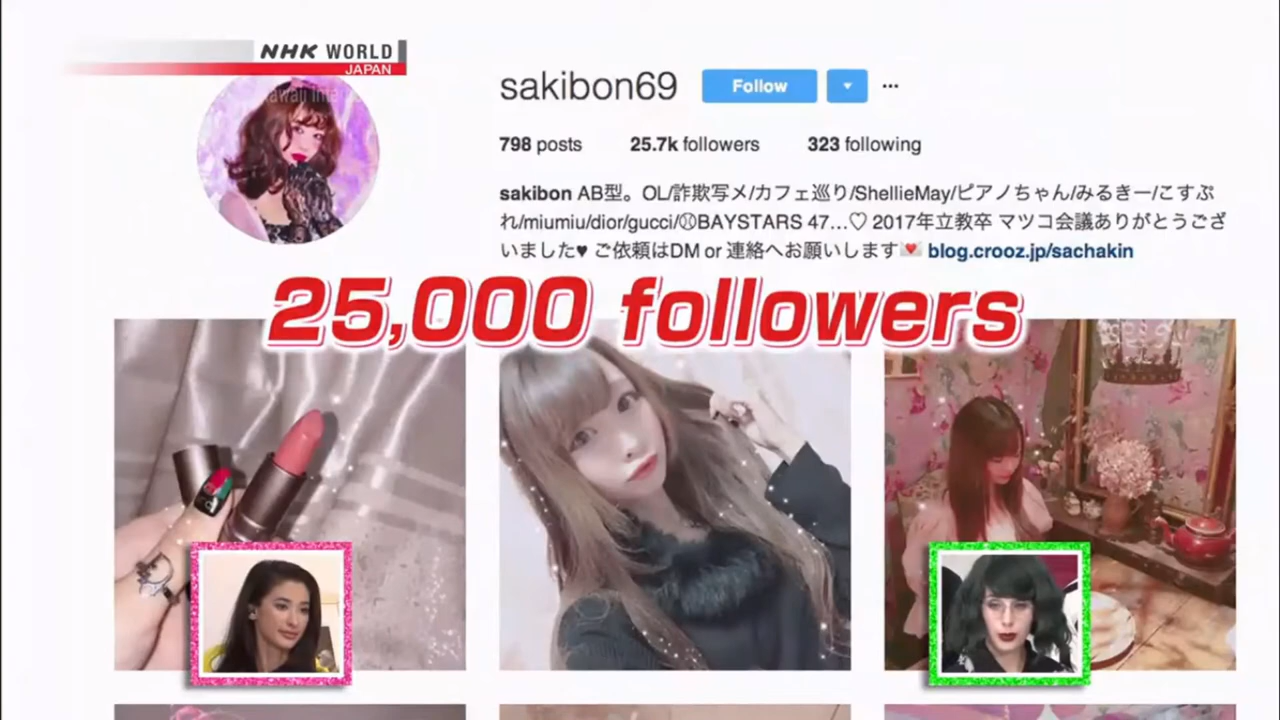 NHK WORLD
JAPAN
sakibon69 Follow ...
798 posts 25.7k followers 323 following
sakibon AB型。OL/詐欺写メ/カフェ巡り/ShellieMay/ピアノちゃん/みるきー/こすぷ
れ/miumiu/dior/gucci/⚾BAYSTARS 47...♡ 2017年立教卒 マツコ会議ありがとうござ
いました♥ ご依頼はDM or 連絡へお願いします💌 blog.crooz.jp/sachakin
25,000 followers